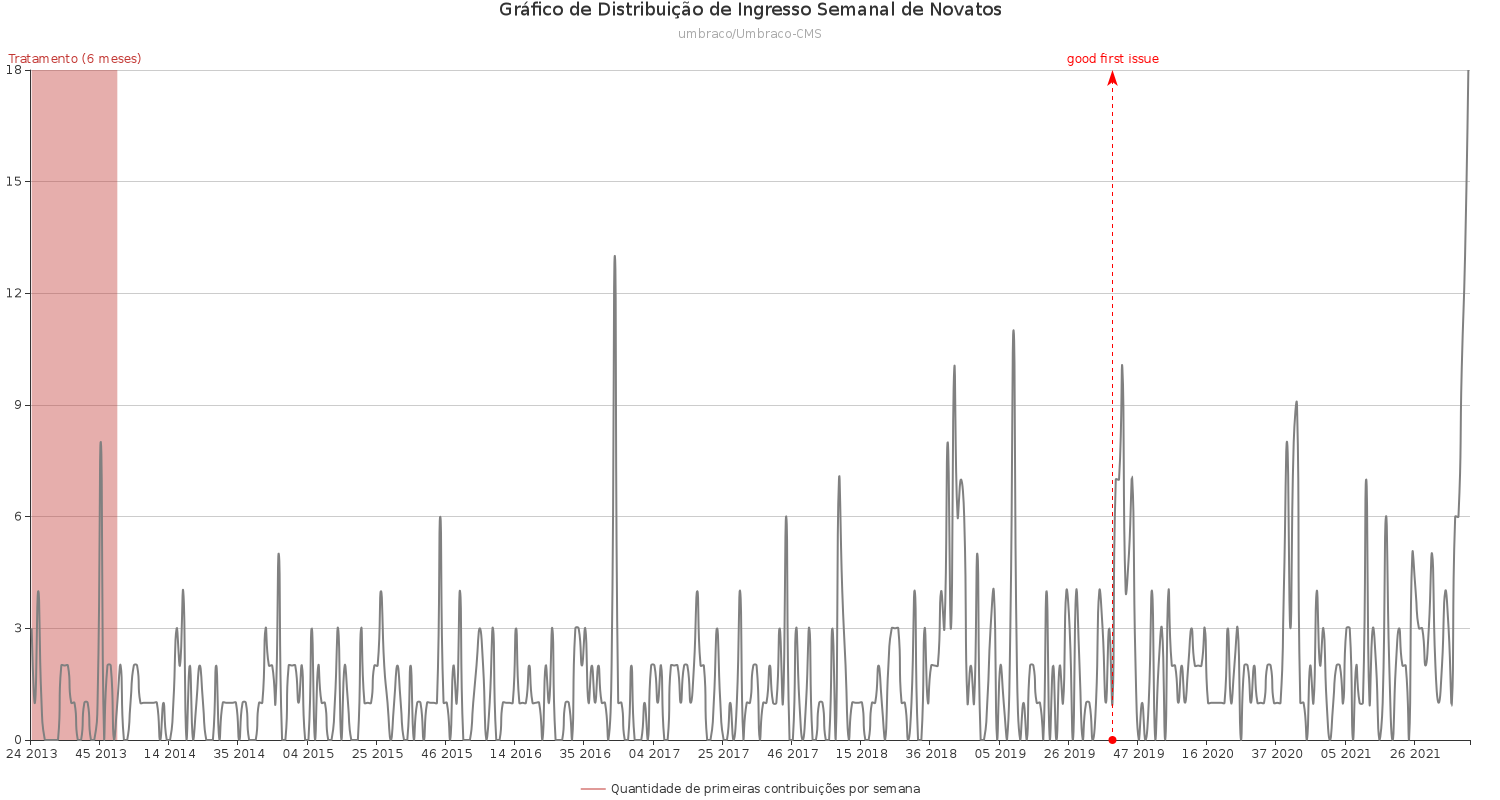 Gráfico de Distribuição de Ingresso Semanal de Novatos
umbraco/Umbraco-CMS
Tratamento (6 meses)
good first issue
18
15
12
9
6
3
0
24 2013 45 2013 14 2014 35 2014 04 2015 25 2015 46 2015 14 2016 35 2016 04 2017 25 2017 46 2017 15 2018 36 2018 05 2019 26 2019 47 2019 16 2020 37 2020 05 2021 26 2021
Quantidade de primeiras contribuições por semana